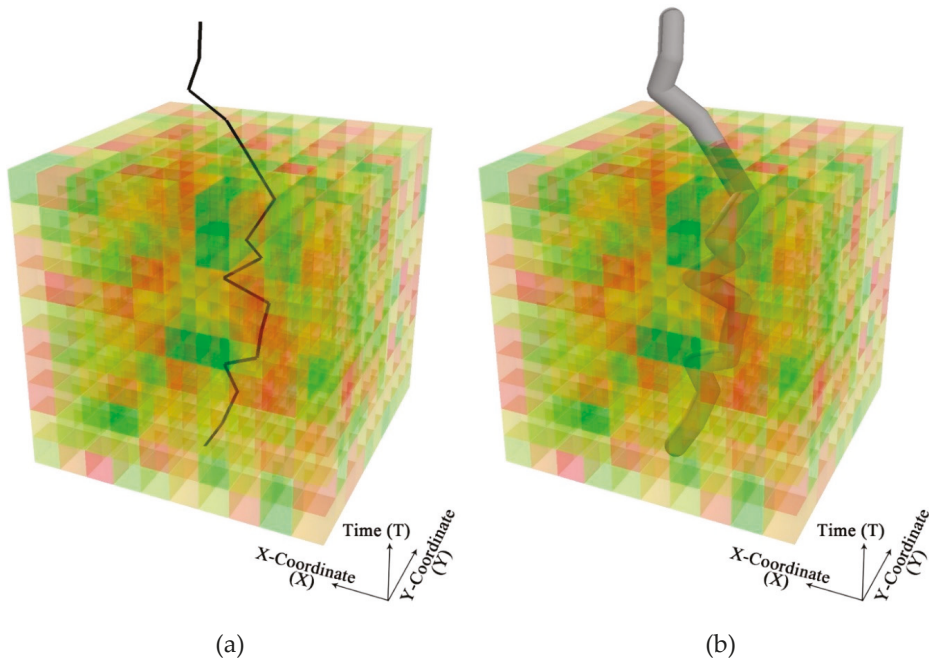 Time (T)
X-Coordinate
(X)
Y-Coordinate
(Y)
Time (T)
X-Coordinate
(X)
Y-Coordinate
(Y)
(a)
(b)